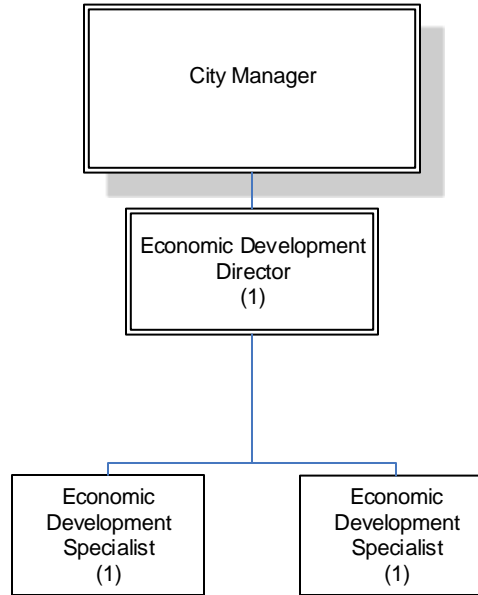 City Manager
Economic Development
Director
(1)
Economic
Development
Specialist
(1)
Economic
Development
Specialist
(1)